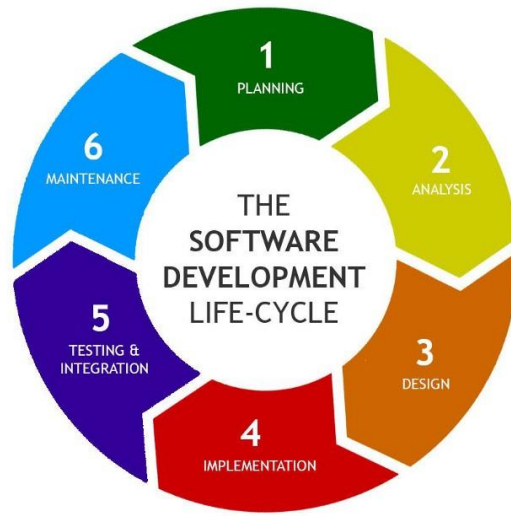 1
PLANNING
2
ANALYSIS
3
DESIGN
4
IMPLEMENTATION
5
TESTING &
INTEGRATION
6
MAINTENANCE
THE
SOFTWARE
DEVELOPMENT
LIFE-CYCLE